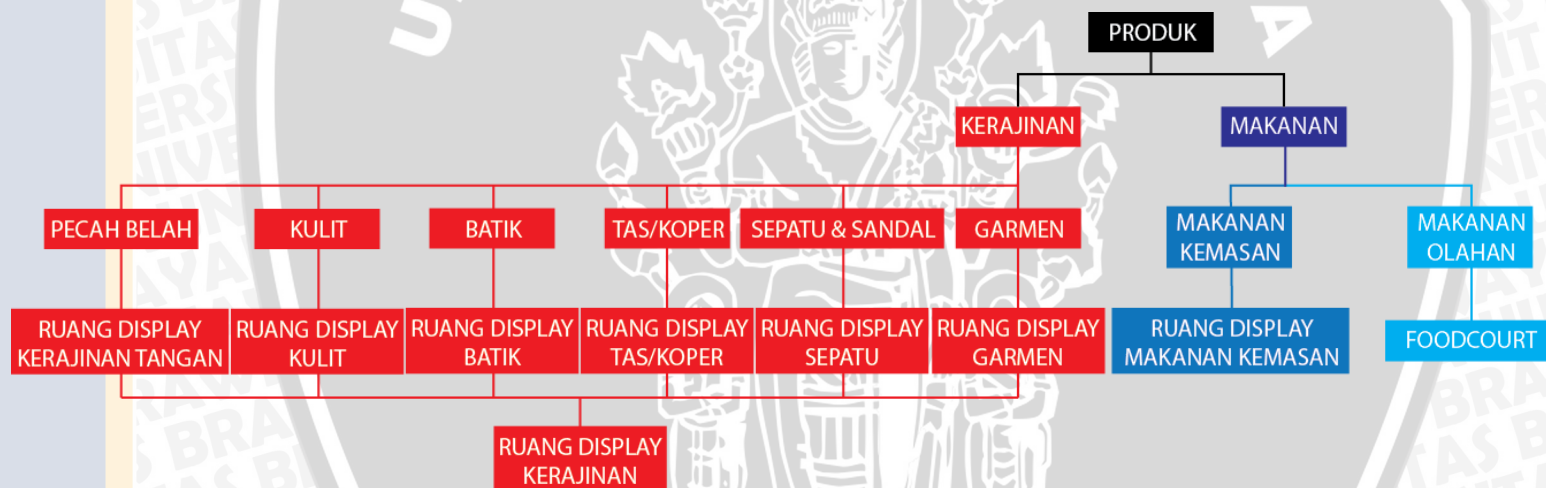 PRODUK
KERAJINAN
MAKANAN
PECAH BELAH
KULIT
BATIK
TAS/KOPER
SEPATU & SANDAL
GARMEN
MAKANAN
KEMASAN
MAKANAN
OLAHAN
RUANG DISPLAY
KERAJINAN TANGAN
RUANG DISPLAY
KULIT
RUANG DISPLAY
BATIK
RUANG DISPLAY
TAS/KOPER
RUANG DISPLAY
SEPATU
RUANG DISPLAY
GARMEN
RUANG DISPLAY
MAKANAN KEMASAN
FOODCOURT
RUANG DISPLAY
KERAJINAN